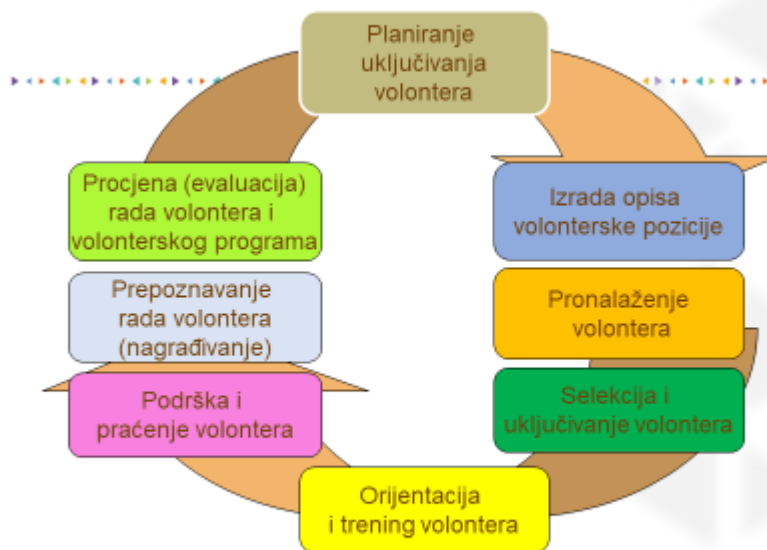 Planiranje
uključivanja
volontera
Izrada opisa
volonterske pozicije
Pronalaženje
volontera
Selekcija i
uključivanje volontera
Orijentacija
i trening volontera
Podrška i
praćenje volontera
Prepoznavanje
rada volontera
(nagrađivanje)
Procjena (evaluacija)
rada volontera i
volonterskog programa